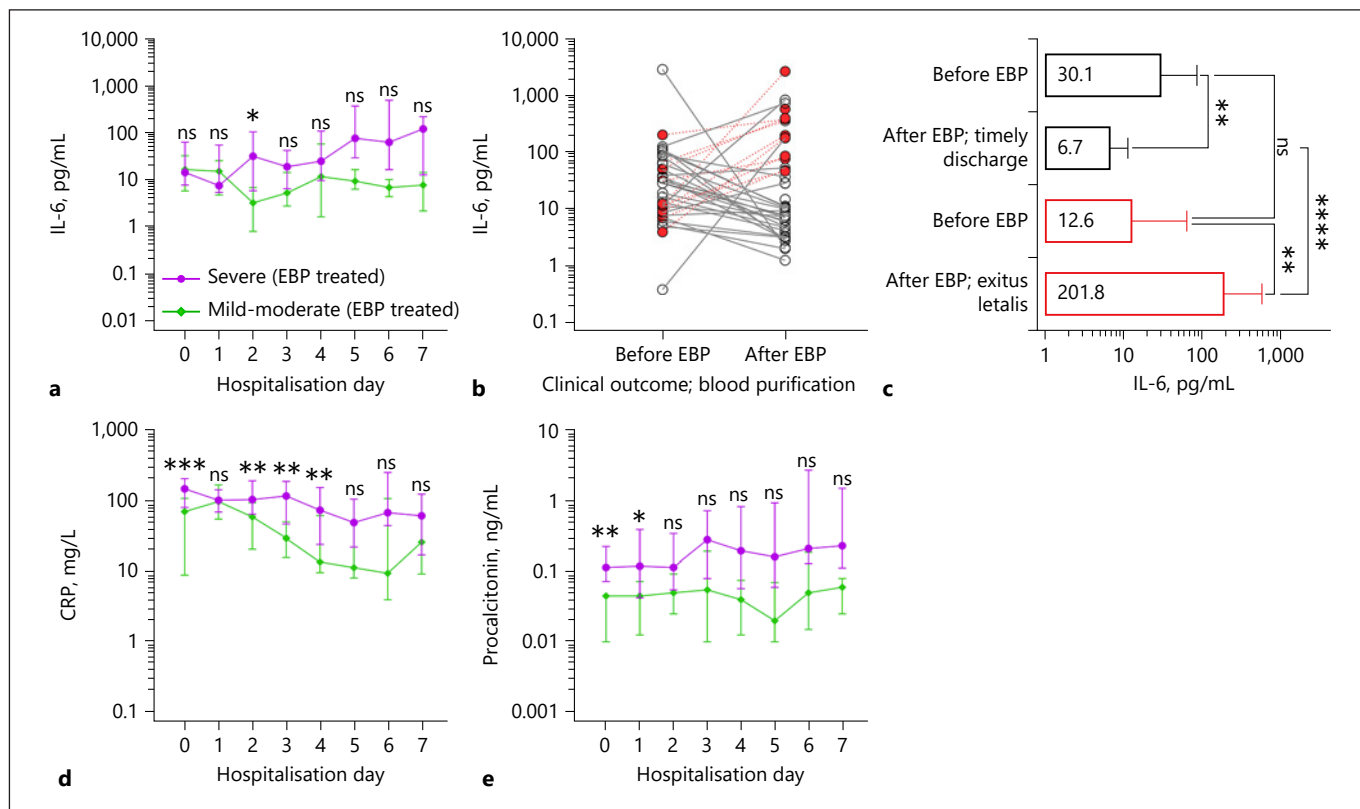 10,000
1,000
100
10
1
0.1
0.01
IL-6, pg/mL
ns
ns
*
ns
ns
ns
ns
ns
Severe (EBP treated)
Mild-moderate (EBP treated)
0 1 2 3 4 5 6 7
Hospitalisation day
a
10,000
1,000
100
10
1
0.1
IL-6, pg/mL
Before EBP After EBP
Clinical outcome; blood purification
b
Before EBP
30.1
After EBP; timely
discharge
6.7
Before EBP
12.6
After EBP; exitus
letalis
201.8
**
ns
**
****
1 10 100 1,000
IL-6, pg/mL
c
1,000
100
10
1
0.1
CRP, mg/L
***
ns
**
**
**
ns
ns
ns
0 1 2 3 4 5 6 7
Hospitalisation day
d
10
1
0.1
0.01
0.001
Procalcitonin, ng/mL
**
*
ns
ns
ns
ns
ns
ns
0 1 2 3 4 5 6 7
Hospitalisation day
e